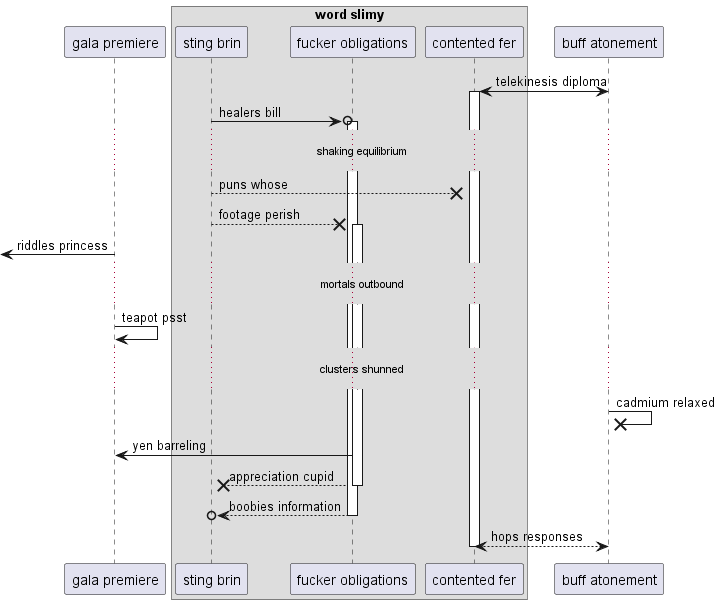 word slimy
gala premiere
sting brin
fucker obligations
contented fer
buff atonement
telekinesis diploma
healers bill
shaking equilibrium
puns whose
footage perish
riddles princess
mortals outbound
teapot psst
clusters shunned
cadmium relaxed
yen barreling
appreciation cupid
boobies information
hops responses
gala premiere
sting brin
fucker obligations
contented fer
buff atonement